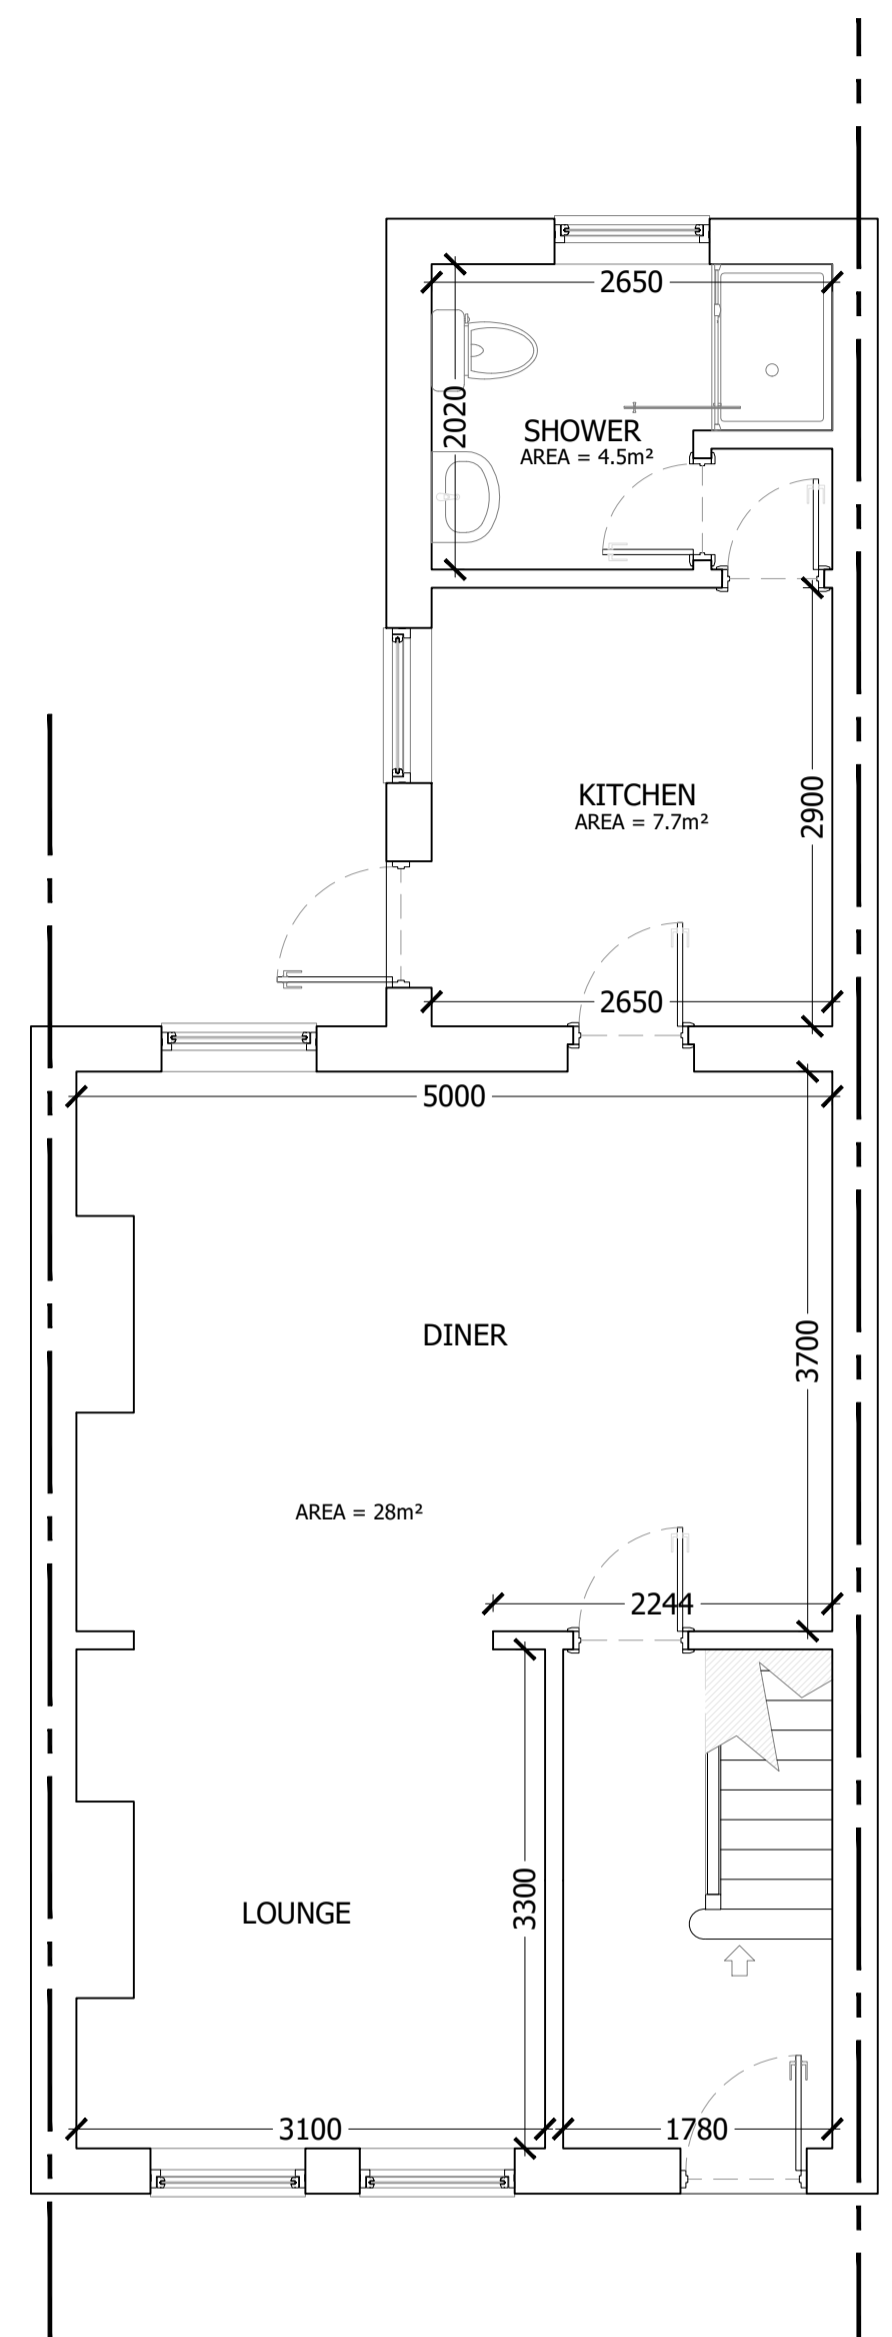 2650
2020
SHOWER
AREA = 4.5m²
KITCHEN
AREA = 7.7m²
2900
2650
5000
DINER
3700
AREA = 28m²
2244
LOUNGE
3300
3100
1780